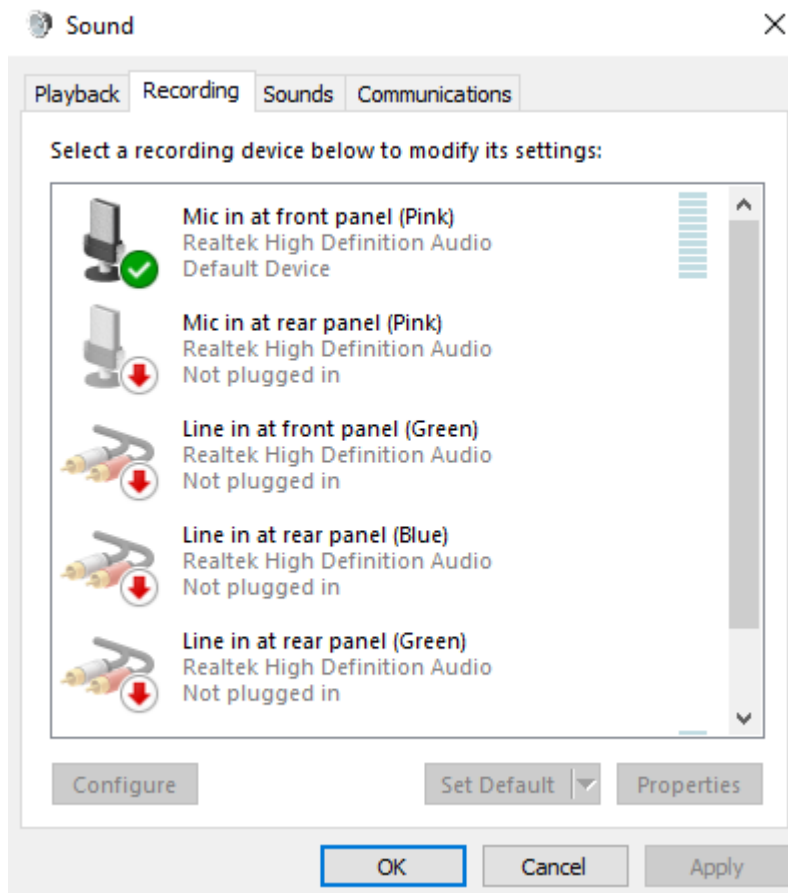 Sound
Playback Recording Sounds Communications
Select a recording device below to modify its settings:
Mic in at front panel (Pink)
Realtek High Definition Audio
Default Device
Mic in at rear panel (Pink)
Realtek High Definition Audio
Not plugged in
Line in at front panel (Green)
Realtek High Definition Audio
Not plugged in
Line in at rear panel (Blue)
Realtek High Definition Audio
Not plugged in
Line in at rear panel (Green)
Realtek High Definition Audio
Not plugged in
Configure Set Default Properties
OK Cancel Apply